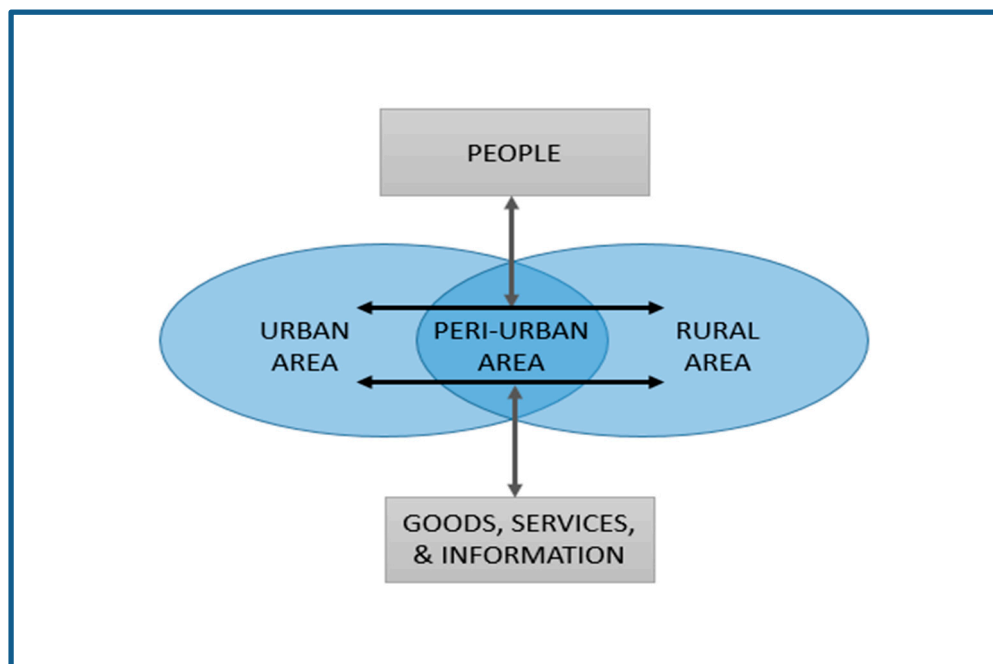 PEOPLE
URBAN
AREA
PERI-URBAN
AREA
RURAL
AREA
GOODS, SERVICES,
& INFORMATION